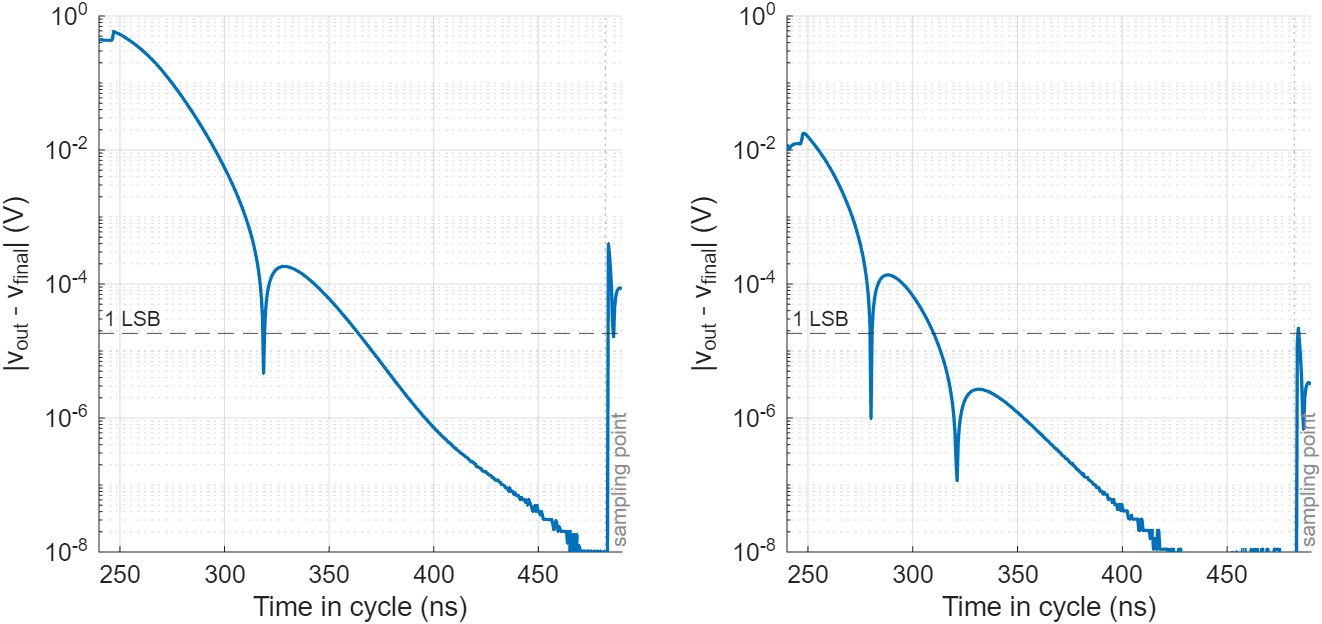 10^0
10^-2
10^-4
10^-6
10^-8
|v_out - v_final| (V)
1 LSB
sampling point
250 300 350 400 450
Time in cycle (ns)
10^0
10^-2
10^-4
10^-6
10^-8
|v_out - v_final| (V)
1 LSB
sampling point
250 300 350 400 450
Time in cycle (ns)